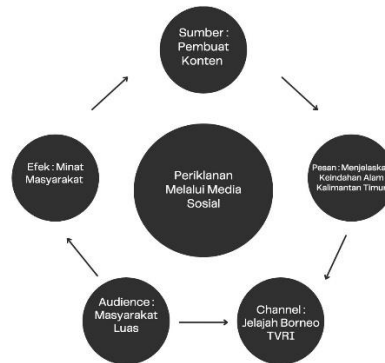 Sumber :
Pembuat
Konten
Pesan : Menjelaskan
Keindahan Alam
Kalimantan Timur
Channel :
Jelajah Borneo
TVRI
Audience :
Masyarakat
Luas
Efek : Minat
Masyarakat
Periklanan
Melalui Media
Sosial